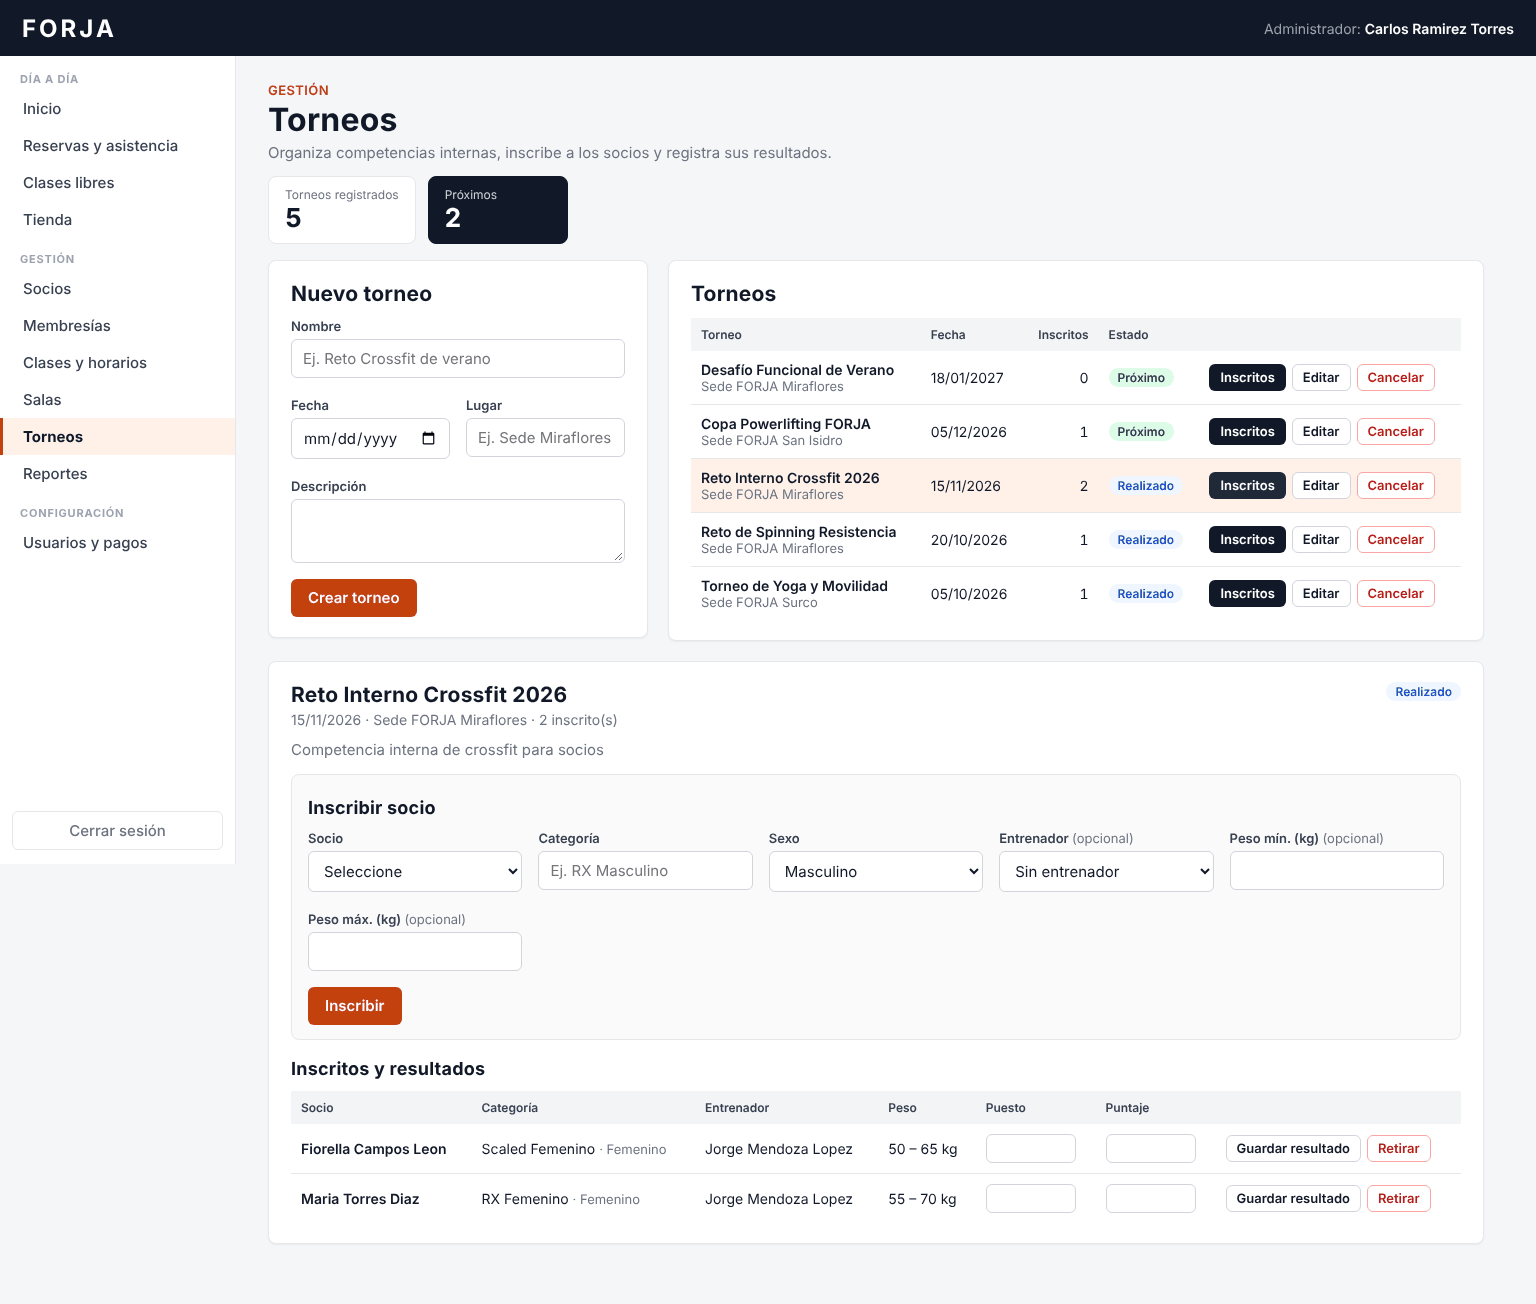 FORJA
Administrador: Carlos Ramirez Torres
DÍA A DÍA
Inicio
Reservas y asistencia
Clases libres
Tienda
GESTIÓN
Socios
Membresías
Clases y horarios
Salas
Torneos
Reportes
CONFIGURACIÓN
Usuarios y pagos
Cerrar sesión
GESTIÓN
Torneos
Organiza competencias internas, inscribe a los socios y registra sus resultados.
Torneos registrados
5
Próximos
2
Nuevo torneo
Nombre
Ej. Reto Crossfit de verano
Fecha Lugar
mm/dd/yyyy Ej. Sede Miraflores
Descripción
Crear torneo
Torneos
Torneo Fecha Inscritos Estado
Desafío Funcional de Verano
Sede FORJA Miraflores
18/01/2027 0 Próximo Inscritos Editar Cancelar
Copa Powerlifting FORJA
Sede FORJA San Isidro
05/12/2026 1 Próximo Inscritos Editar Cancelar
Reto Interno Crossfit 2026
Sede FORJA Miraflores
15/11/2026 2 Realizado Inscritos Editar Cancelar
Reto de Spinning Resistencia
Sede FORJA Miraflores
20/10/2026 1 Realizado Inscritos Editar Cancelar
Torneo de Yoga y Movilidad
Sede FORJA Surco
05/10/2026 1 Realizado Inscritos Editar Cancelar
Reto Interno Crossfit 2026
Realizado
15/11/2026 · Sede FORJA Miraflores · 2 inscrito(s)
Competencia interna de crossfit para socios
Inscribir socio
Socio Categoría Sexo Entrenador (opcional) Peso mín. (kg) (opcional)
Seleccione Ej. RX Masculino Masculino Sin entrenador
Peso máx. (kg) (opcional)
Inscribir
Inscritos y resultados
Socio Categoría Entrenador Peso Puesto Puntaje
Fiorella Campos Leon Scaled Femenino · Femenino Jorge Mendoza Lopez 50 – 65 kg Guardar resultado Retirar
Maria Torres Diaz RX Femenino · Femenino Jorge Mendoza Lopez 55 – 70 kg Guardar resultado Retirar